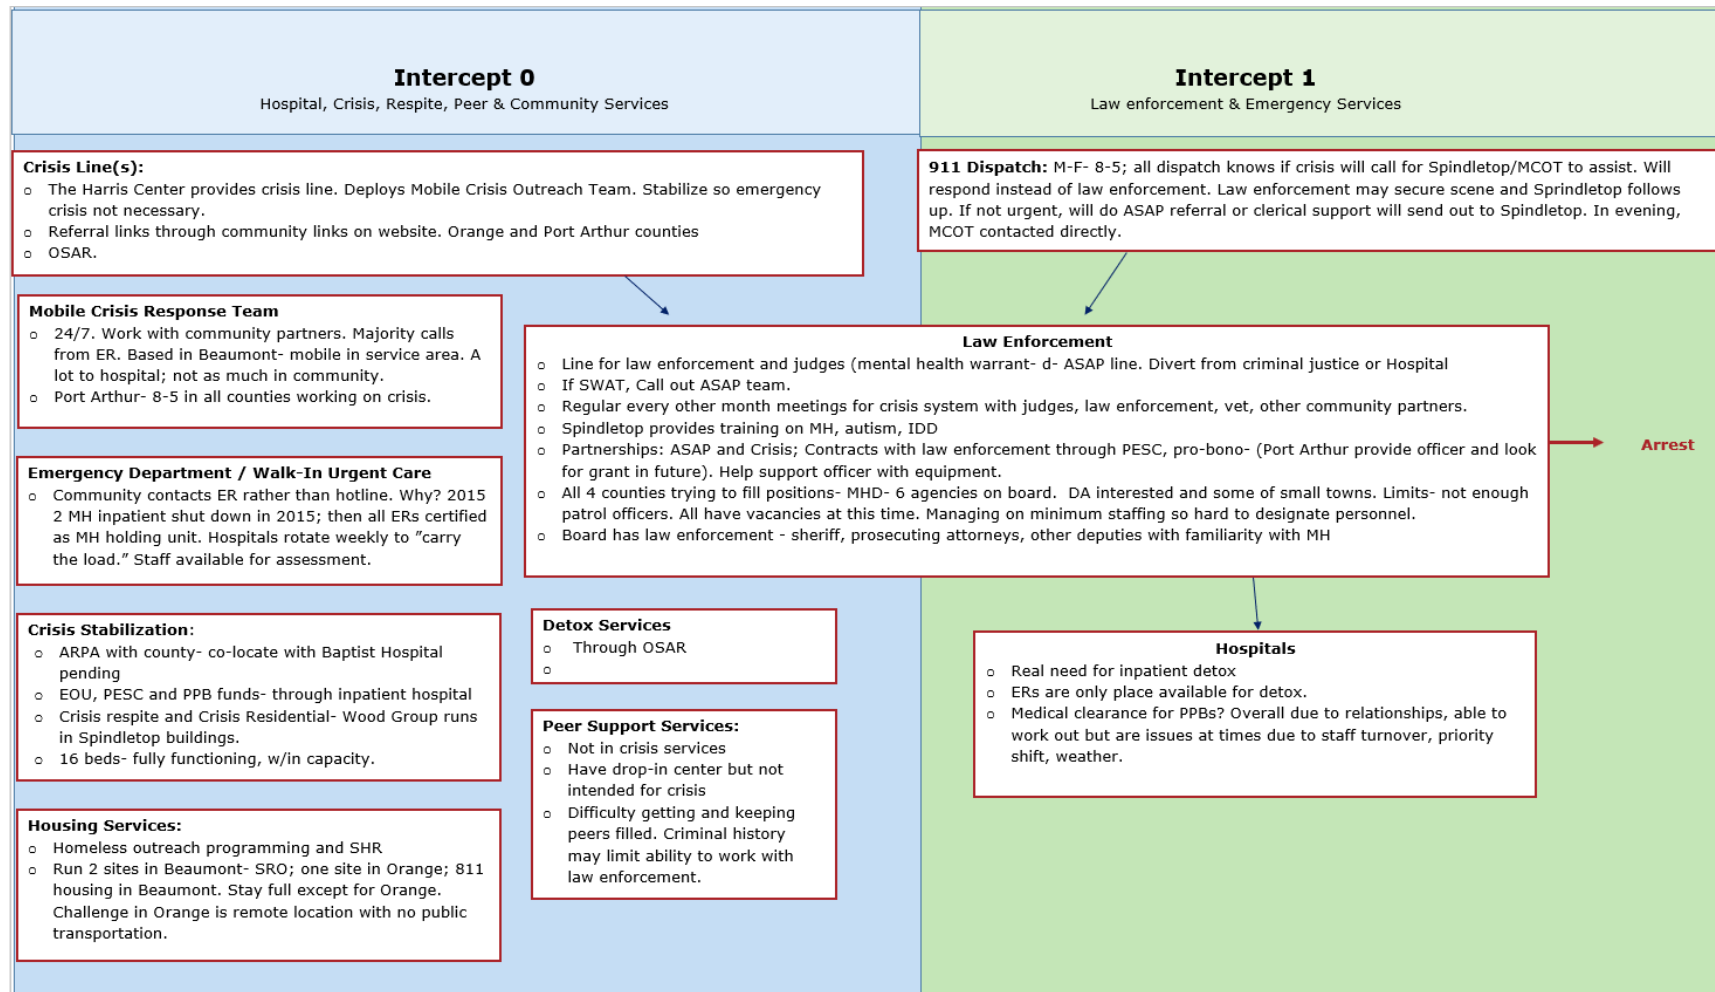 Intercept 0
Hospital, Crisis, Respite, Peer & Community Services
Intercept 1
Law enforcement & Emergency Services
Crisis Line(s):
o The Harris Center provides crisis line. Deploys Mobile Crisis Outreach Team. Stabilize so emergency
crisis not necessary.
o Referral links through community links on website. Orange and Port Arthur counties
o OSAR.
911 Dispatch: M-F- 8-5; all dispatch knows if crisis will call for Spindletop/MCOT to assist. Will
respond instead of law enforcement. Law enforcement may secure scene and Sprindletop follows
up. If not urgent, will do ASAP referral or clerical support will send out to Spindletop. In evening,
MCOT contacted directly.
Mobile Crisis Response Team
o 24/7. Work with community partners. Majority calls
from ER. Based in Beaumont- mobile in service area. A
lot to hospital; not as much in community.
o Port Arthur- 8-5 in all counties working on crisis.
Law Enforcement
o Line for law enforcement and judges (mental health warrant- d- ASAP line. Divert from criminal justice or Hospital
o If SWAT, Call out ASAP team.
o Regular every other month meetings for crisis system with judges, law enforcement, vet, other community partners.
o Spindletop provides training on MH, autism, IDD
o Partnerships: ASAP and Crisis; Contracts with law enforcement through PESC, pro-bono- (Port Arthur provide officer and look
for grant in future). Help support officer with equipment.
o All 4 counties trying to fill positions- MHD- 6 agencies on board.  DA interested and some of small towns. Limits- not enough
patrol officers. All have vacancies at this time. Managing on minimum staffing so hard to designate personnel.
o Board has law enforcement - sheriff, prosecuting attorneys, other deputies with familiarity with MH
Arrest
Emergency Department / Walk-In Urgent Care
o Community contacts ER rather than hotline. Why? 2015
2 MH inpatient shut down in 2015; then all ERs certified
as MH holding unit. Hospitals rotate weekly to ”carry
the load.” Staff available for assessment.
Crisis Stabilization:
o ARPA with county- co-locate with Baptist Hospital
pending
o EOU, PESC and PPB funds- through inpatient hospital
o Crisis respite and Crisis Residential- Wood Group runs
in Spindletop buildings.
o 16 beds- fully functioning, w/in capacity.
Detox Services
o Through OSAR
o
Hospitals
o Real need for inpatient detox
o ERs are only place available for detox.
o Medical clearance for PPBs? Overall due to relationships, able to
work out but are issues at times due to staff turnover, priority
shift, weather.
Peer Support Services:
o Not in crisis services
o Have drop-in center but not
intended for crisis
o Difficulty getting and keeping
peers filled. Criminal history
may limit ability to work with
law enforcement.
Housing Services:
o Homeless outreach programming and SHR
o Run 2 sites in Beaumont- SRO; one site in Orange; 811
housing in Beaumont. Stay full except for Orange.
Challenge in Orange is remote location with no public
transportation.